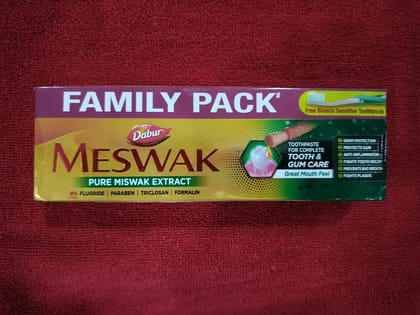 FAMILY PACK#
Free Binaca Sensitive Toothbrush
Dabur
MESWAK
PURE MISWAK EXTRACT
0% FLUORIDE | PARABEN | TRICLOSAN | FORMALIN
TOOTHPASTE
FOR COMPLETE
TOOTH &
GUM CARE
Great Mouth Feel
GERM PROTECTION
PROTECTS GUM
ANTI-INFLAMMATORY
FIGHTS TOOTH DECAY
PREVENTS BAD BREATH
FIGHTS PLAQUE